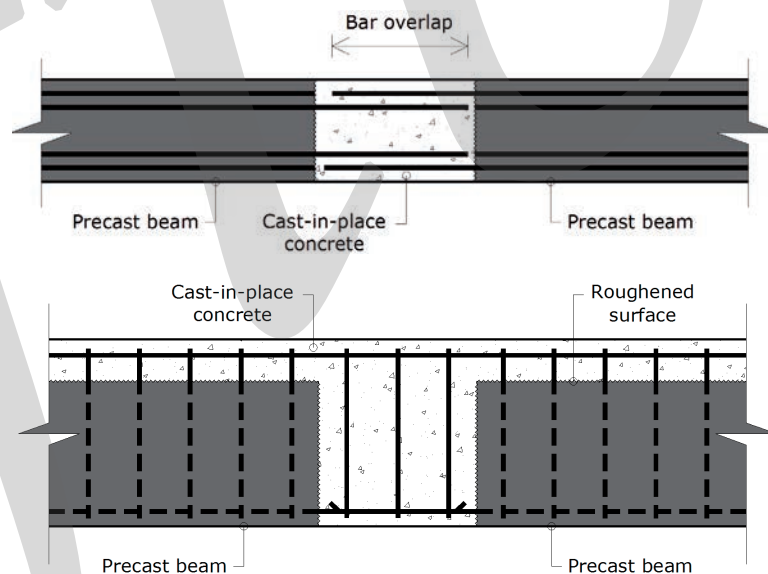 Bar overlap
Precast beam
Cast-in-place
concrete
Precast beam
Cast-in-place
concrete
Roughened
surface
Precast beam
Precast beam